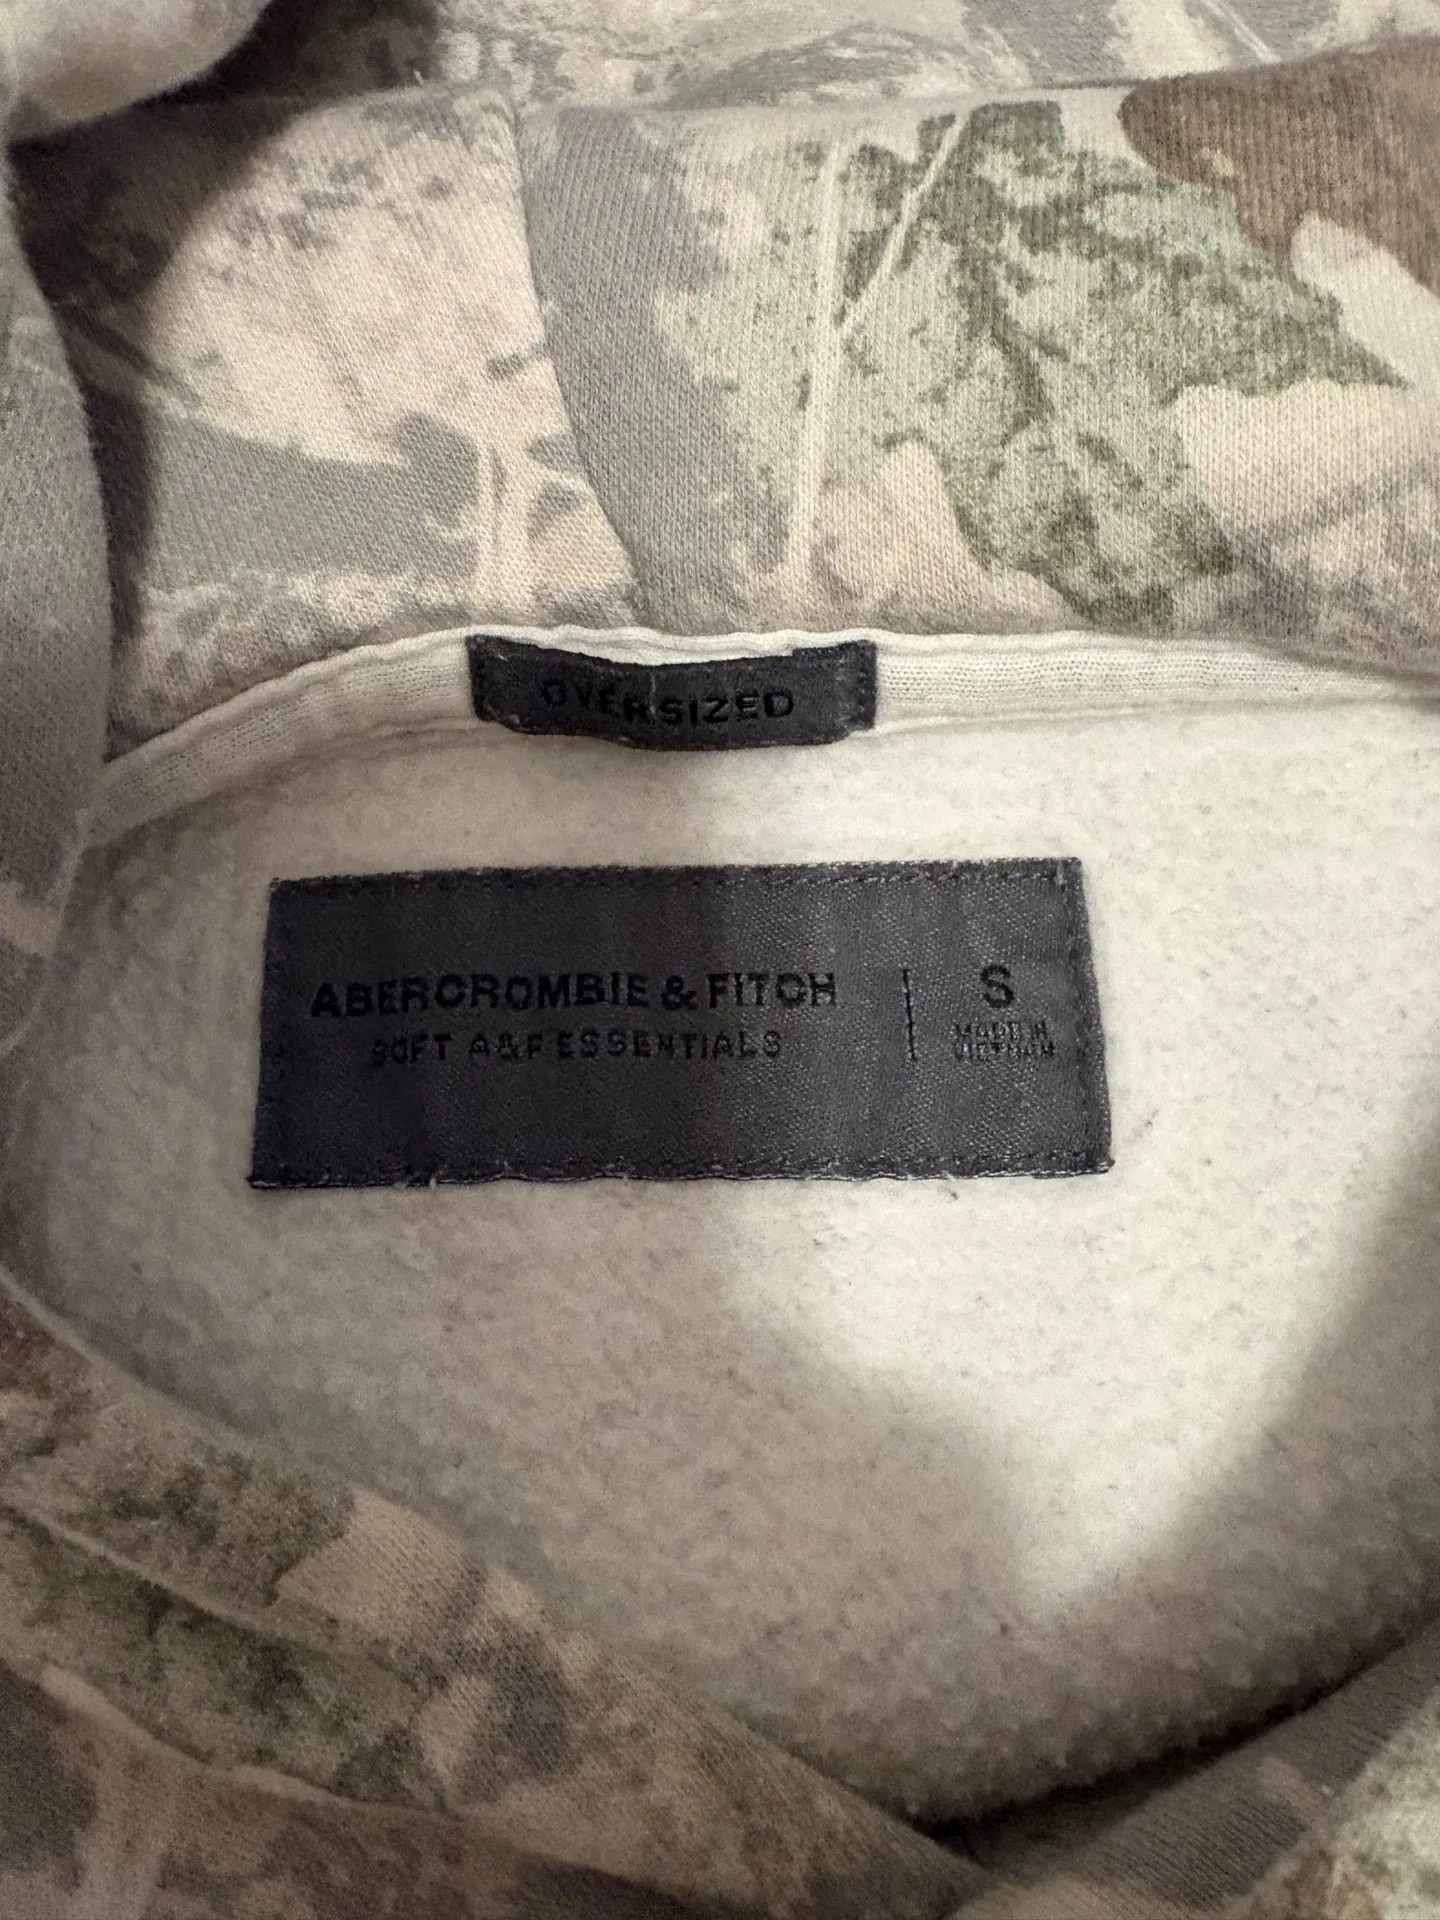 OVERSIZED
ABERCROMBIE & FITCH
SOFT A&F ESSENTIALS
S
MADE IN
VIETNAM